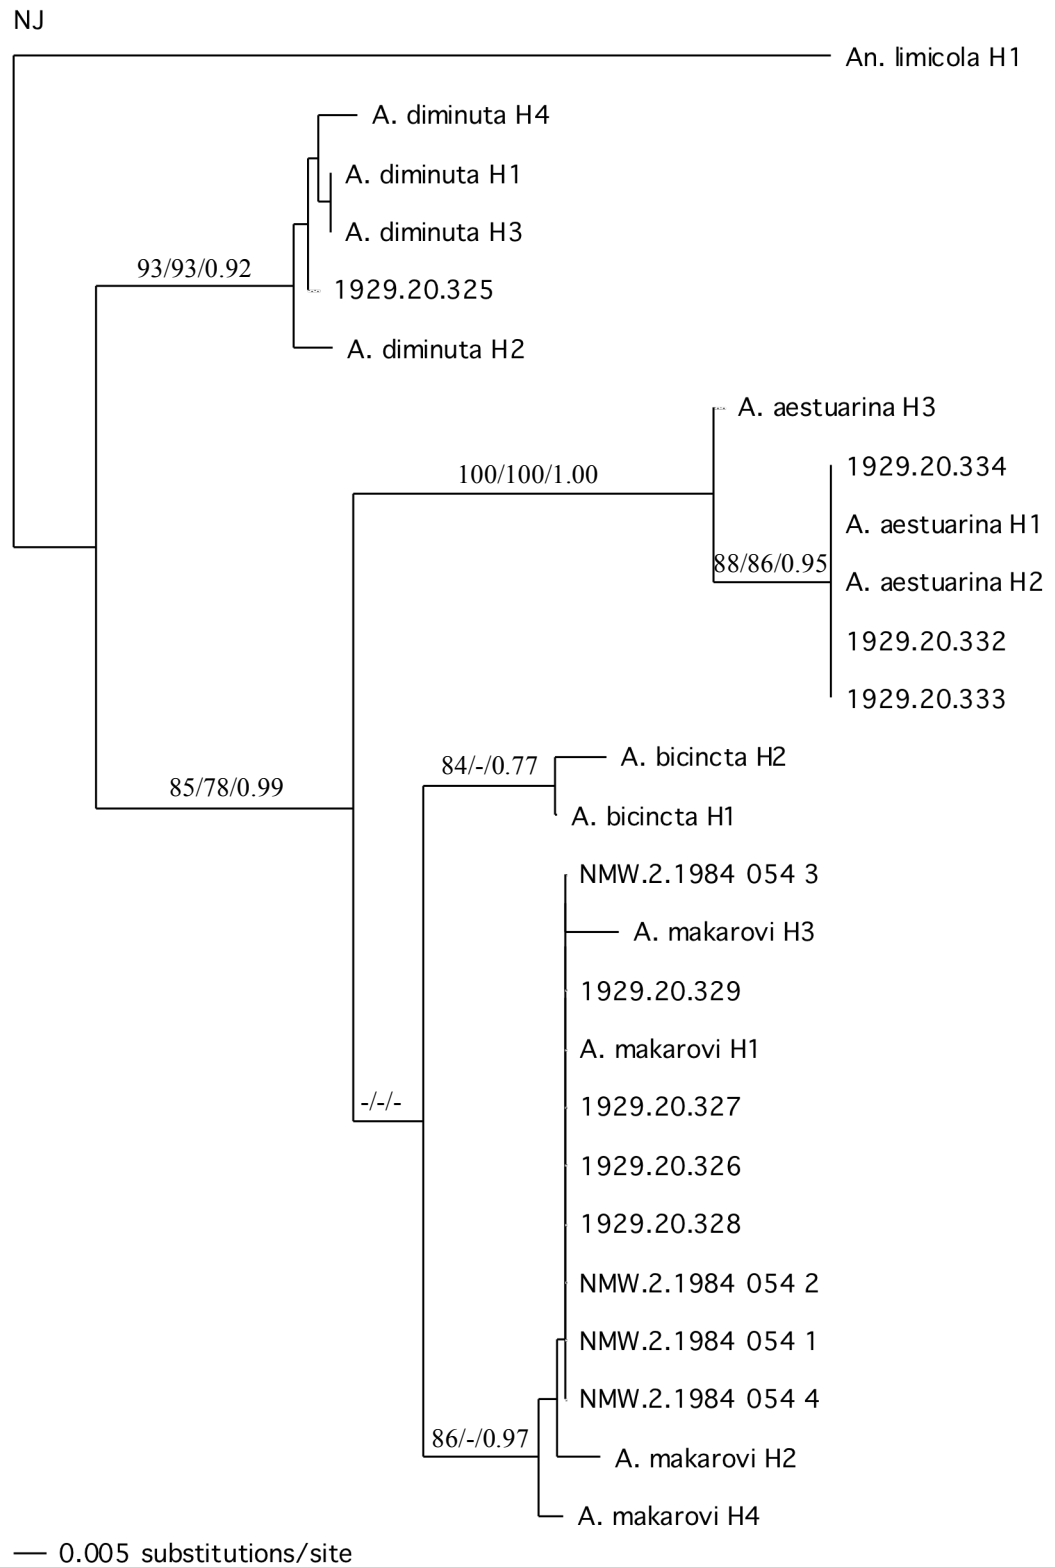 NJ
An. limicola H1
A. diminuta H4
A. diminuta H1
A. diminuta H3
93/93/0.92
1929.20.325
A. diminuta H2
A. aestuarina H3
1929.20.334
100/100/1.00
A. aestuarina H1
88/86/0.95
A. aestuarina H2
1929.20.332
1929.20.333
A. bicincta H2
84/-/0.77
85/78/0.99
A. bicincta H1
NMW.2.1984 054 3
A. makarovi H3
1929.20.329
A. makarovi H1
-/-/-
1929.20.327
1929.20.326
1929.20.328
NMW.2.1984 054 2
NMW.2.1984 054 1
NMW.2.1984 054 4
86/-/0.97
A. makarovi H2
A. makarovi H4
0.005 substitutions/site